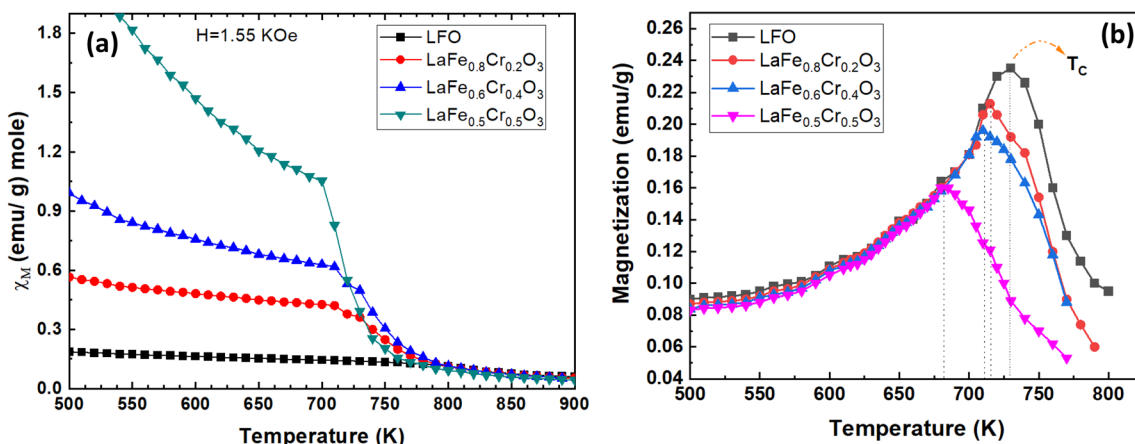 (a)
H=1.55 KOe
LFO
LaFe0.8Cr0.2O3
LaFe0.6Cr0.4O3
LaFe0.5Cr0.5O3
χM (emu/ g) mole)
1.8
1.5
1.2
0.9
0.6
0.3
0.0
500 550 600 650 700 750 800 850 900
Temperature (K)
(b)
LFO
LaFe0.8Cr0.2O3
LaFe0.6Cr0.4O3
LaFe0.5Cr0.5O3
TC
Magnetization (emu/g)
0.28
0.26
0.24
0.22
0.20
0.18
0.16
0.14
0.12
0.10
0.08
0.06
0.04
500 550 600 650 700 750 800
Temperature (K)